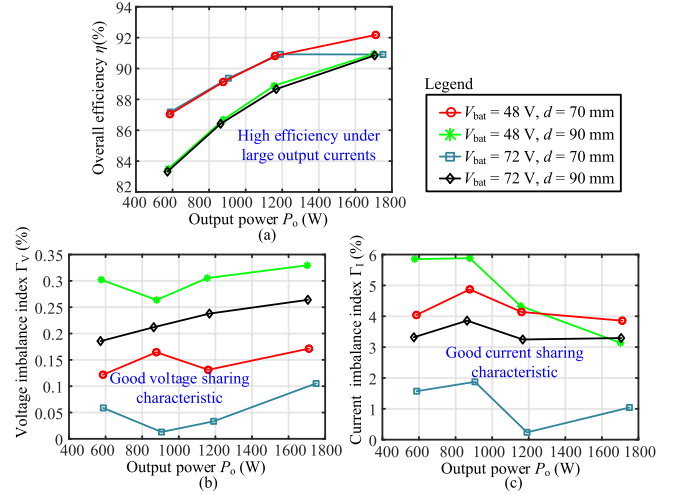 Overall efficiency η(%)
94
92
90
88
86
84
82
High efficiency under
large output currents
400 600 800 1000 1200 1400 1600 1800
Output power Po (W)
(a)
Legend
Vbat = 48 V, d = 70 mm
Vbat = 48 V, d = 90 mm
Vbat = 72 V, d = 70 mm
Vbat = 72 V, d = 90 mm
Voltage imbalance index ΓV (%)
0.35
0.3
0.25
0.2
0.15
0.1
0.05
0
Good voltage sharing
characteristic
400 600 800 1000 1200 1400 1600 1800
Output power Po (W)
(b)
Current imbalance index ΓI (%)
6
5
4
3
2
1
0
Good current sharing
characteristic
400 600 800 1000 1200 1400 1600 1800
Output power Po (W)
(c)